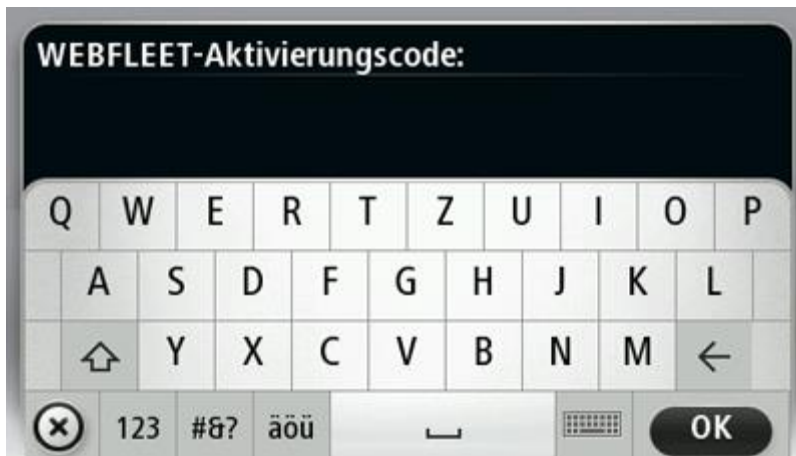 WEBFLEET-Aktivierungscode:
Q W E R T Z U I O P
A S D F G H J K L
Y X C V B N M
123 #&? äöü OK